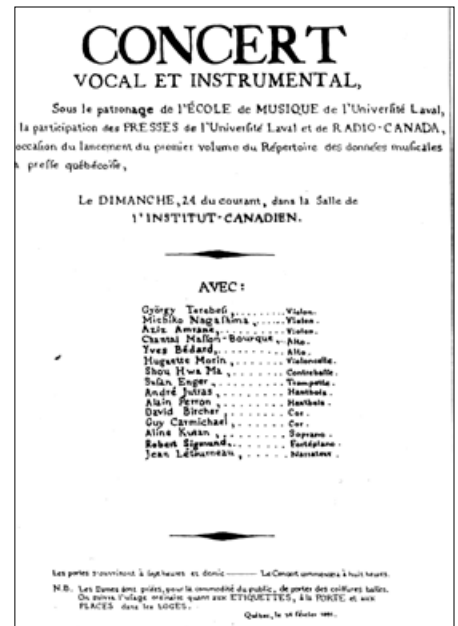 CONCERT
VOCAL ET INSTRUMENTAL,
Sous le patronage de l'ÉCOLE de MUSIQUE de l'Univerſité Laval,
la participation des PRESSES de l'Univerſité Laval et de RADIO-CANADA,
occaſion du lancement du premier volume du Répertoire des données muſicales
preſſe québécoiſe,
Le DIMANCHE, 24 du courant, dans la Salle de
l'INSTITUT-CANADIEN.
AVEC:
György Terebeſi, ........ Violon.
Michiko Nagaſhima, ...... Violon.
Aziz Amrane, ........ Violon.
Chantal Maſſon-Bourque, . Alto.
Yves Bédard, ........ Alto.
Huguette Morin, ........ Violoncelle.
Shou Hwa Ma, ........ Contrebaſſe.
Suſan Enger, ........ Trompette.
André Jutras, ........ Hautbois.
Alain Perron, ........ Hautbois.
David Bircher, ........ Cor.
Guy Carmichael, ........ Cor.
Aline Kutan, ........ Soprano.
Robert Sigmund, ........ Fortépiano.
Jean Létourneau, ........ Narrateur.
Les portes s'ouvriront à ſept heures et demie —— Le Concert commencera à huit heures.
N.B. Les Dames ſont priées, pour la commodité du public, de porter des coiffures baſſes.
On ſuivra l'uſage ordinaire quant aux ETIQUETTES, à la PORTE et aux
PLACES dans les LOGES.
Québec, le février